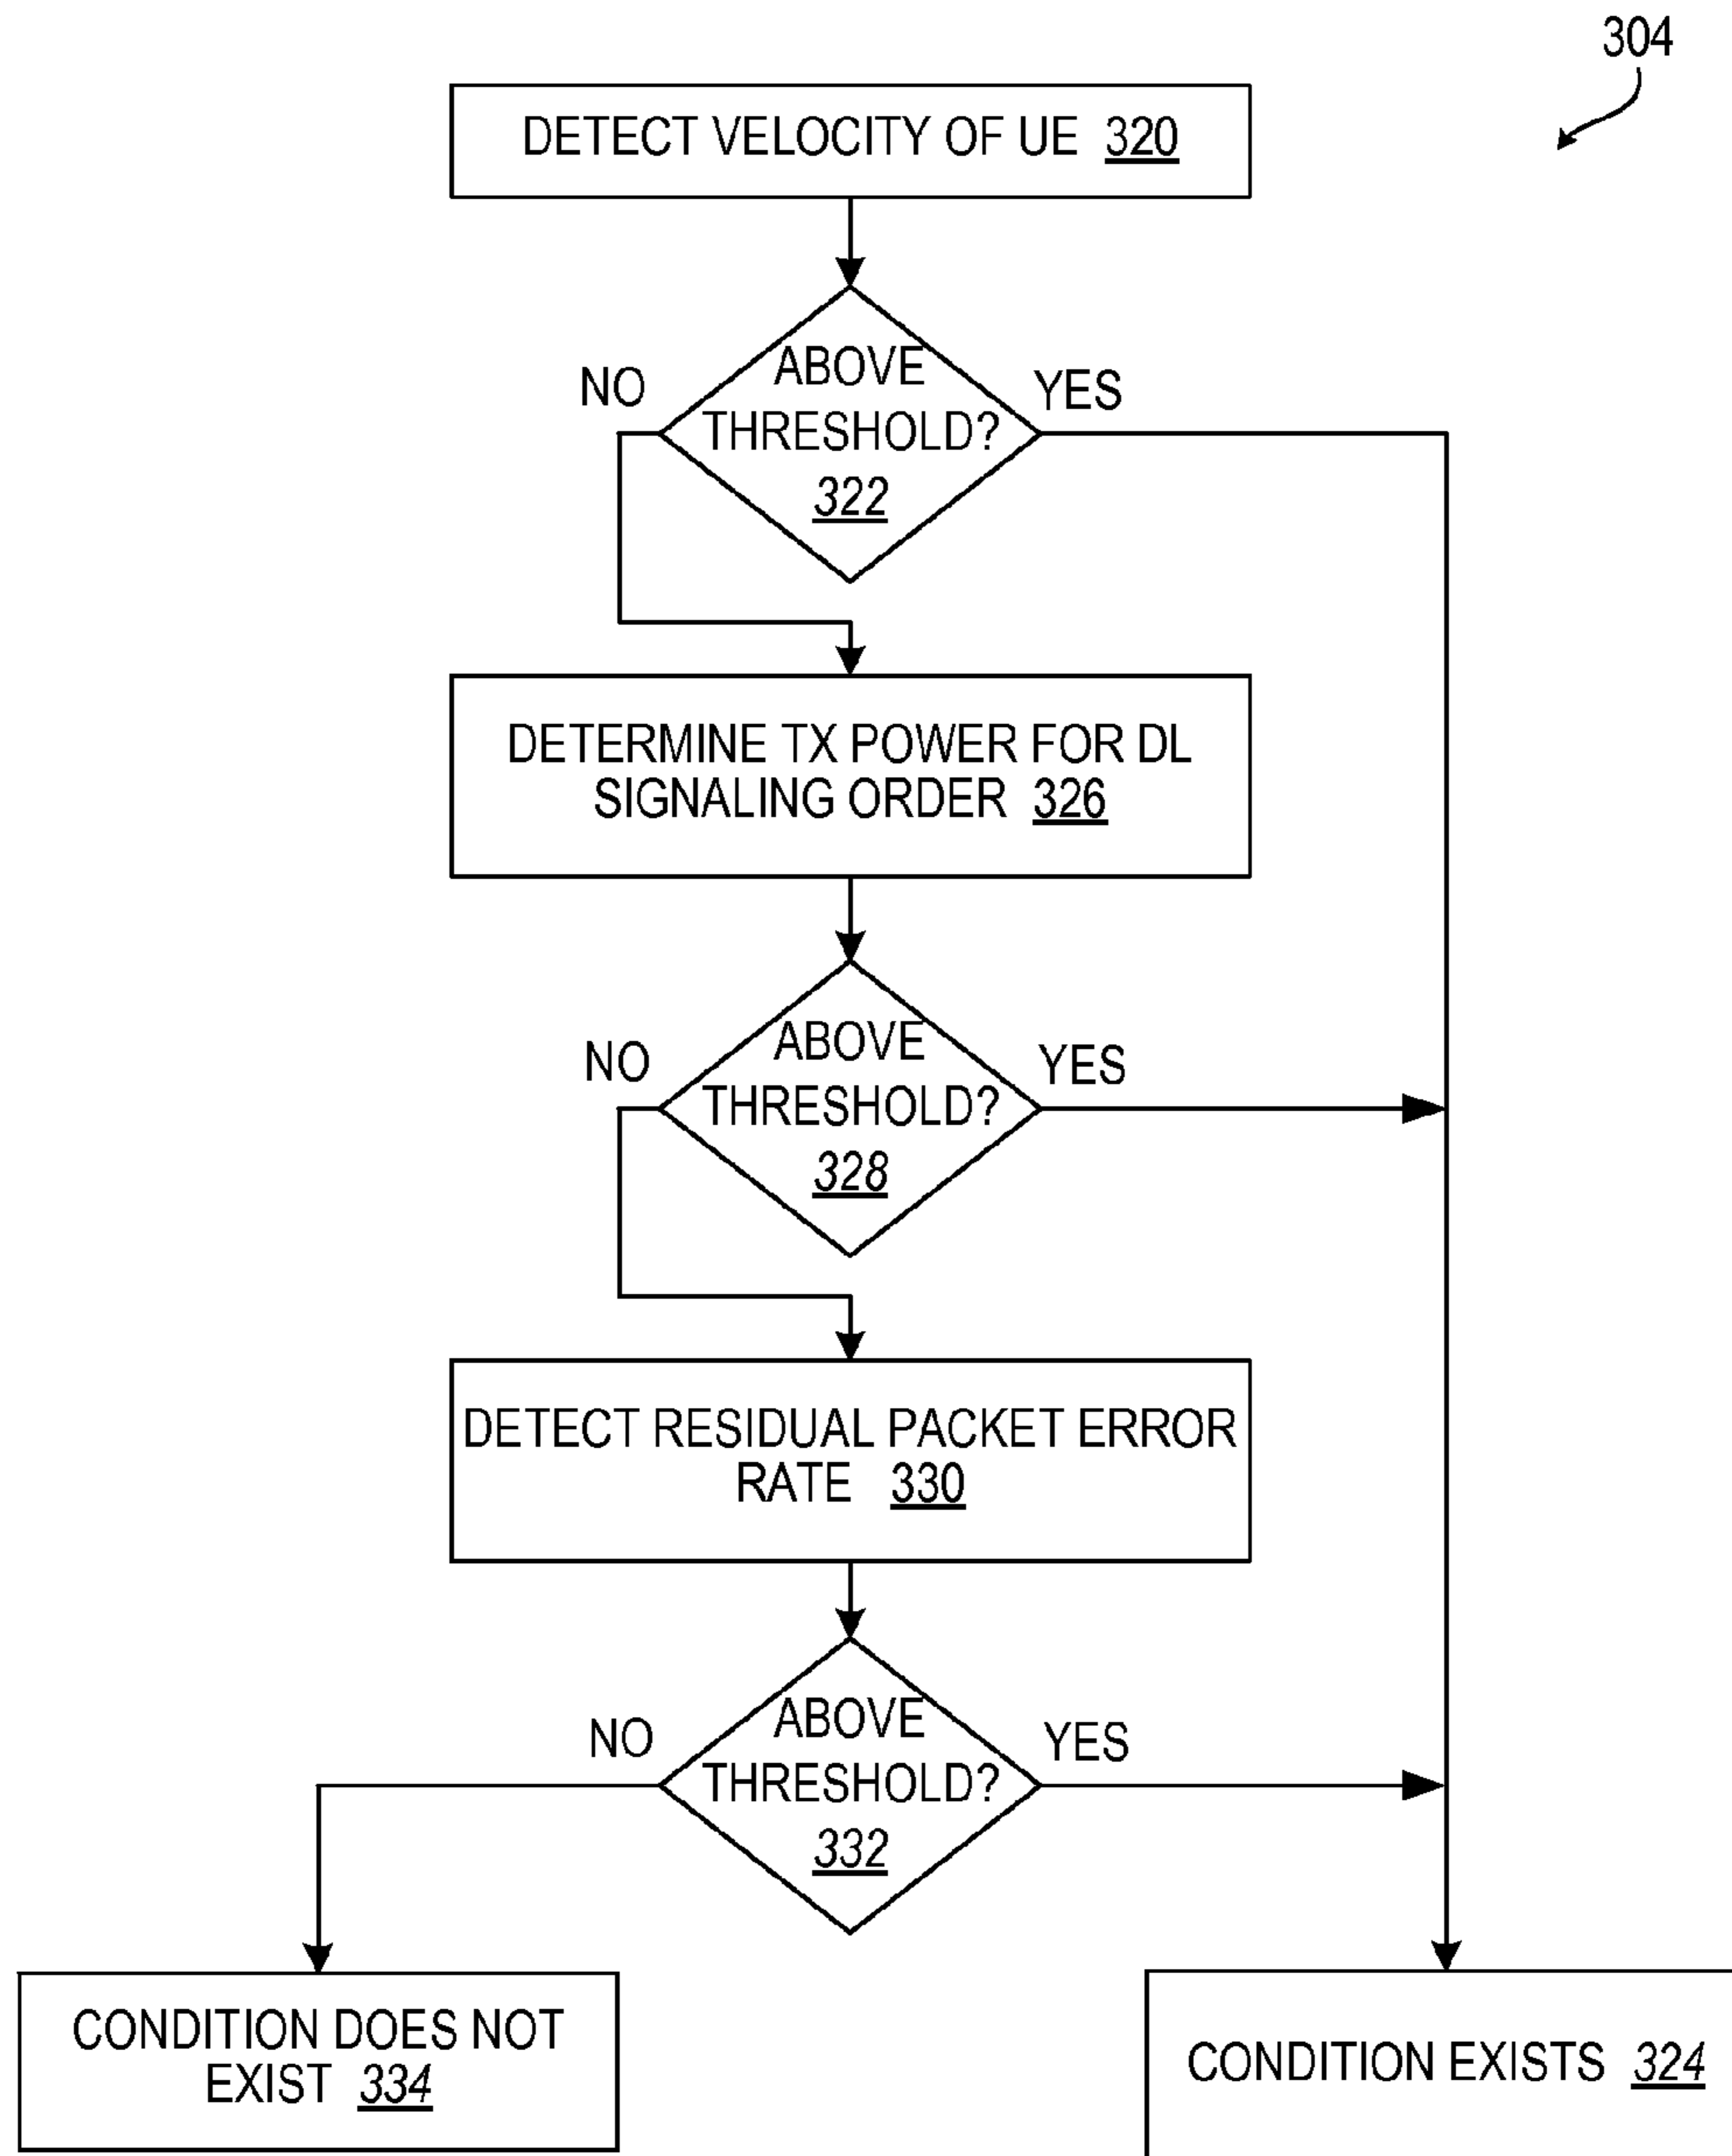 304
DETECT VELOCITY OF UE 320
ABOVE
THRESHOLD?
322
NO
YES
DETERMINE TX POWER FOR DL
SIGNALING ORDER 326
ABOVE
THRESHOLD?
328
NO
YES
DETECT RESIDUAL PACKET ERROR
RATE 330
ABOVE
THRESHOLD?
332
NO
YES
CONDITION DOES NOT
EXIST 334
CONDITION EXISTS 324